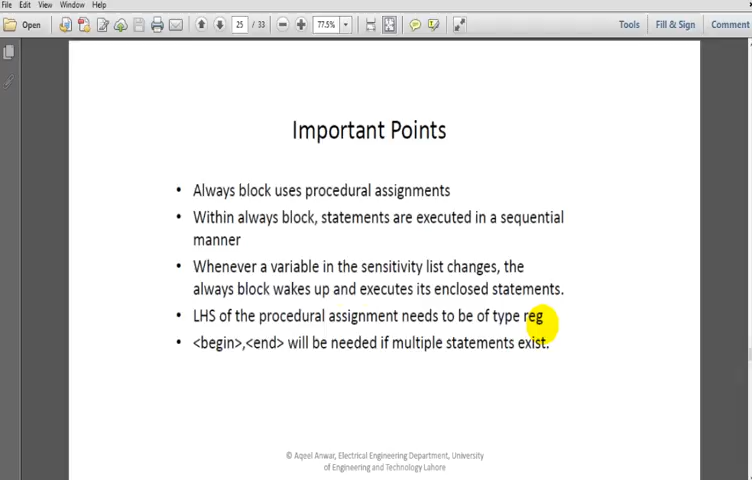 File Edit View Window Help
Open 25 / 33 77.5% Tools Fill & Sign Comment
Important Points
• Always block uses procedural assignments
• Within always block, statements are executed in a sequential
manner
• Whenever a variable in the sensitivity list changes, the
always block wakes up and executes its enclosed statements.
• LHS of the procedural assignment needs to be of type reg
• <begin>,<end> will be needed if multiple statements exist.
© Aqeel Anwar, Electrical Engineering Department, University
of Engineering and Technology Lahore